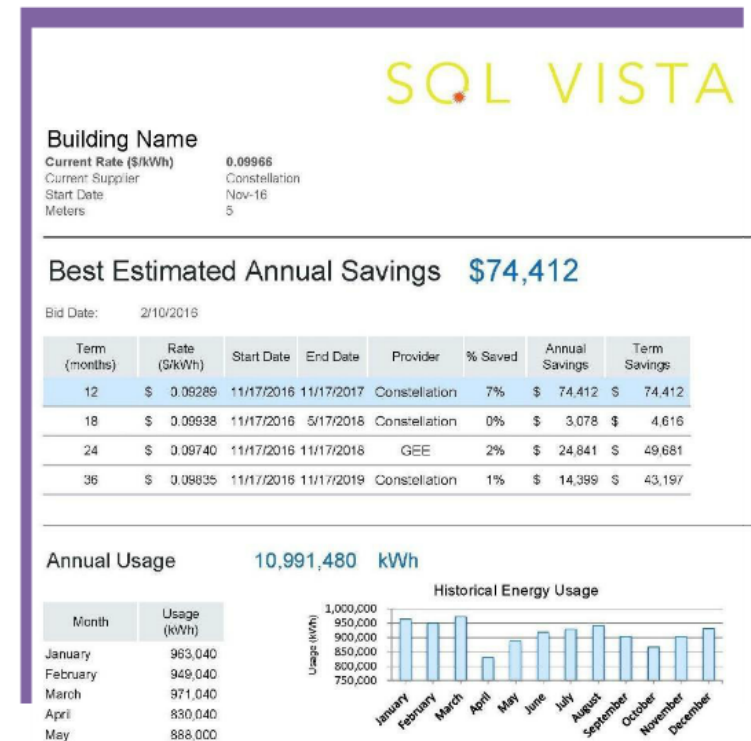 SOL VISTA
Building Name
Current Rate ($/kWh) 0.09966
Current Supplier Constellation
Start Date Nov-16
Meters 5
Best Estimated Annual Savings $74,412
Bid Date: 2/10/2016
Term (months) Rate ($/kWh) Start Date End Date Provider % Saved Annual Savings Term Savings
12 $ 0.09289 11/17/2016 11/17/2017 Constellation 7% $ 74,412 $ 74,412
18 $ 0.09938 11/17/2016 5/17/2018 Constellation 0% $ 3,078 $ 4,616
24 $ 0.09740 11/17/2016 11/17/2018 GEE 2% $ 24,841 $ 49,681
36 $ 0.09835 11/17/2016 11/17/2019 Constellation 1% $ 14,399 $ 43,197
Annual Usage 10,991,480 kWh
Month Usage (kWh)
January 963,040
February 949,040
March 971,040
April 830,040
May 888,000
Historical Energy Usage
Usage (kWh)
1,000,000
950,000
900,000
850,000
800,000
750,000
January February March April May June July August September October November December